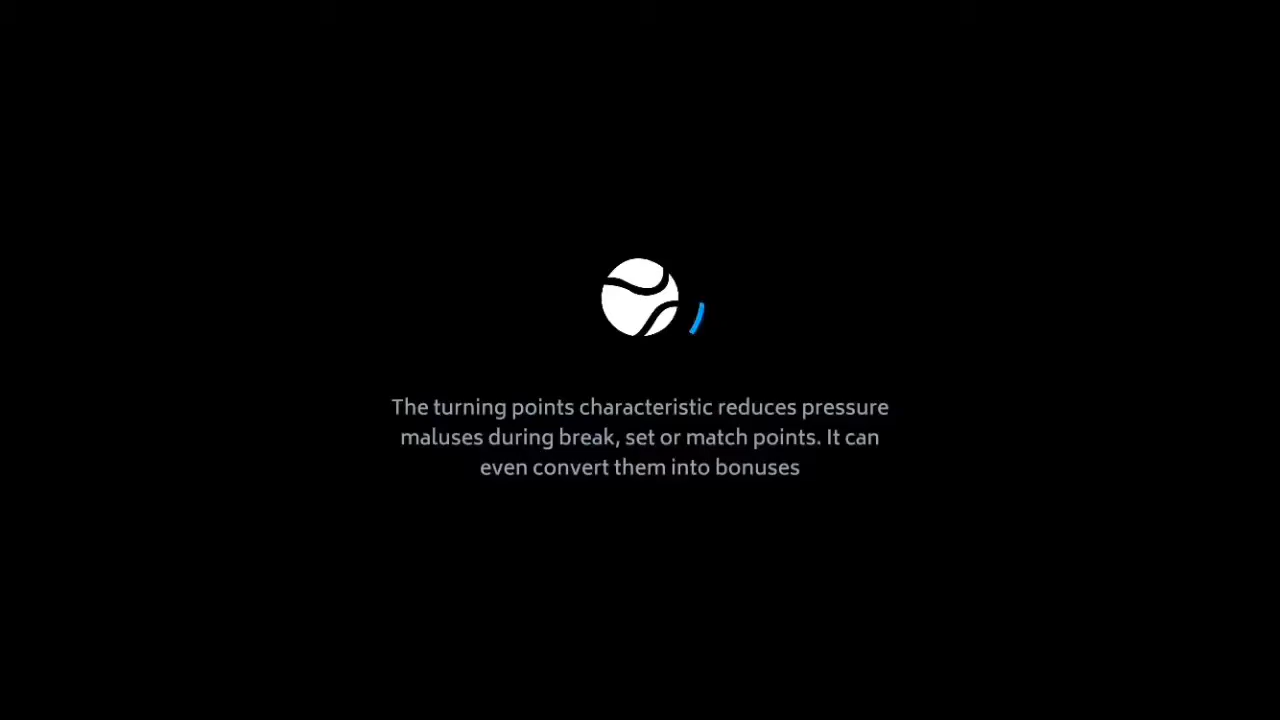 The turning points characteristic reduces pressure
maluses during break, set or match points. It can
even convert them into bonuses